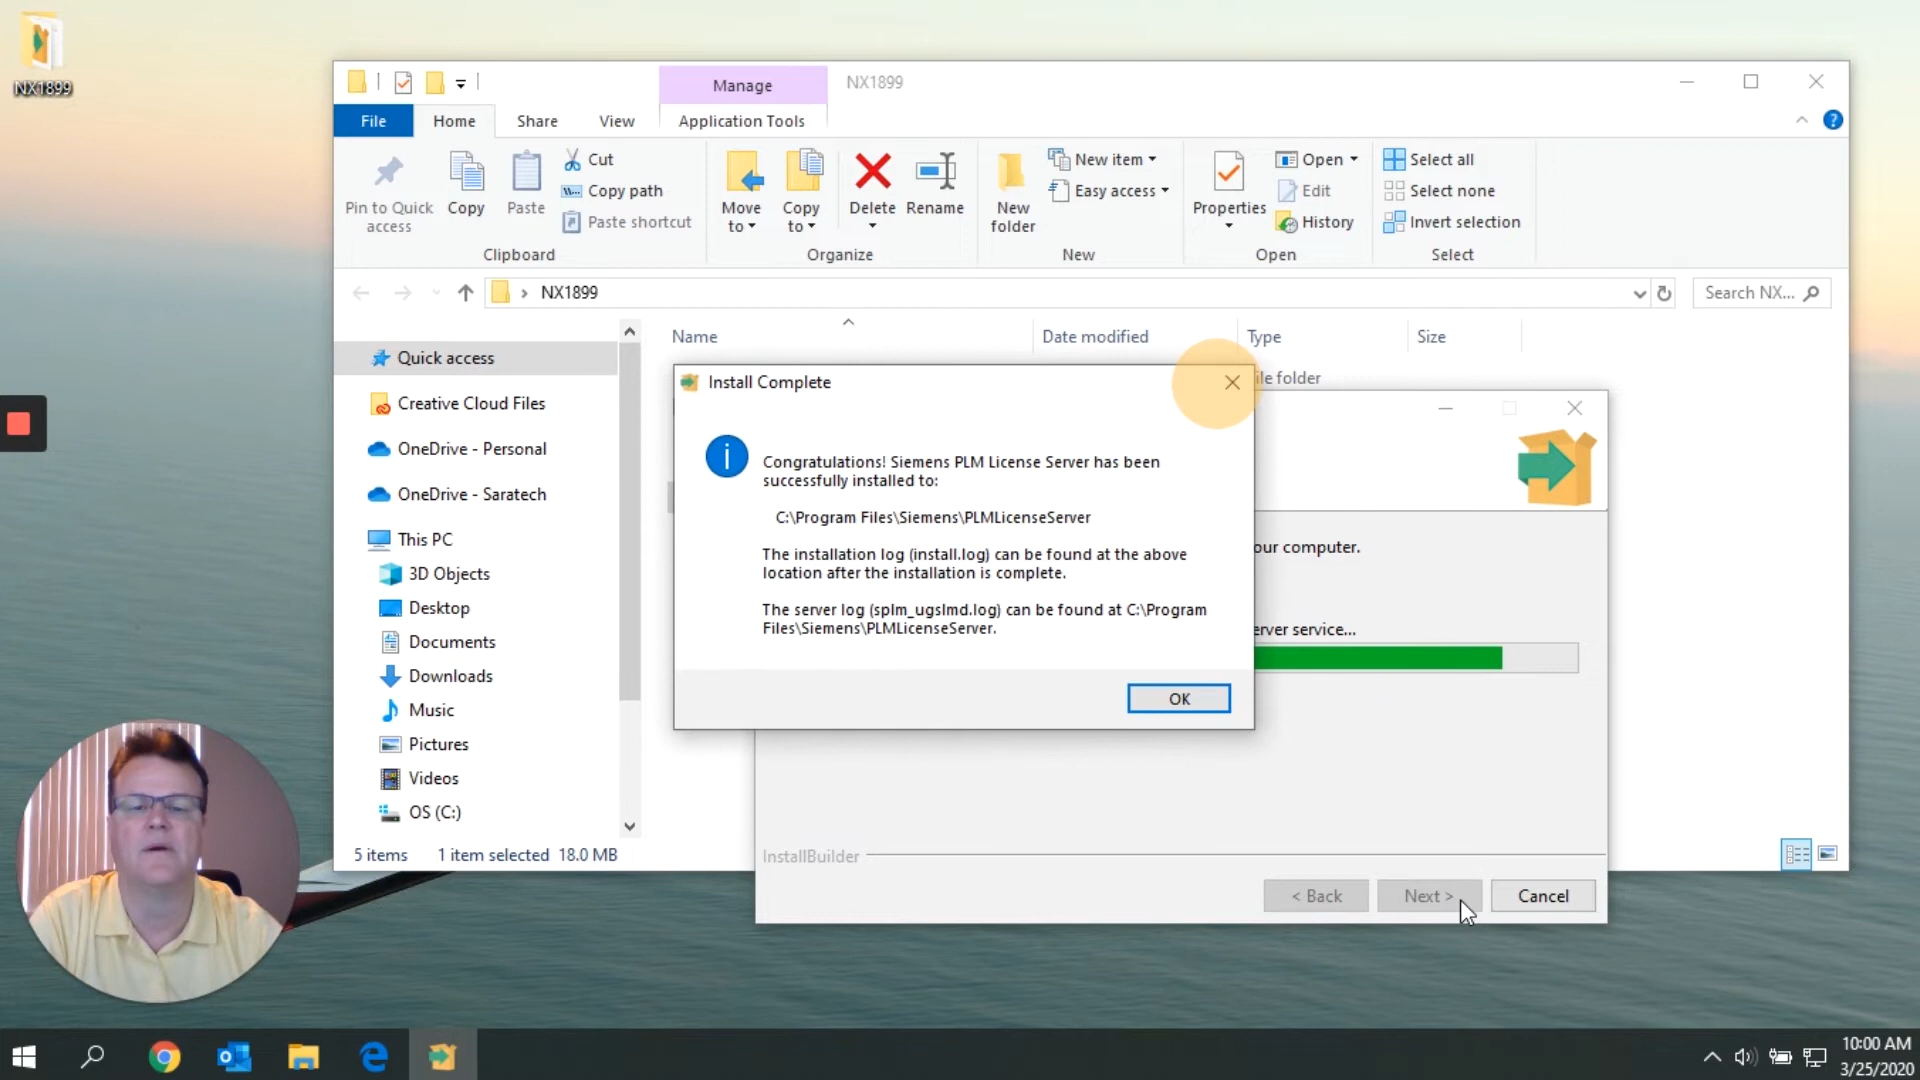 NX1899
Manage
NX1899
File
Home
Share
View
Application Tools
Pin to Quick
access
Copy
Paste
Cut
Copy path
Paste shortcut
Clipboard
Move
to
Copy
to
Delete
Rename
Organize
New
folder
New item
Easy access
New
Properties
Open
Edit
History
Open
Select all
Select none
Invert selection
Select
NX1899
Search NX...
Name
Date modified
Type
Size
Quick access
Creative Cloud Files
OneDrive - Personal
OneDrive - Saratech
This PC
3D Objects
Desktop
Documents
Downloads
Music
Pictures
Videos
OS (C:)
5 items
1 item selected 18.0 MB
ile folder
Install Complete
Congratulations! Siemens PLM License Server has been
successfully installed to:
C:\Program Files\Siemens\PLMLicenseServer
The installation log (install.log) can be found at the above
location after the installation is complete.
The server log (splm_ugslmd.log) can be found at C:\Program
Files\Siemens\PLMLicenseServer.
OK
our computer.
erver service...
InstallBuilder
< Back
Next >
Cancel
10:00 AM
3/25/2020